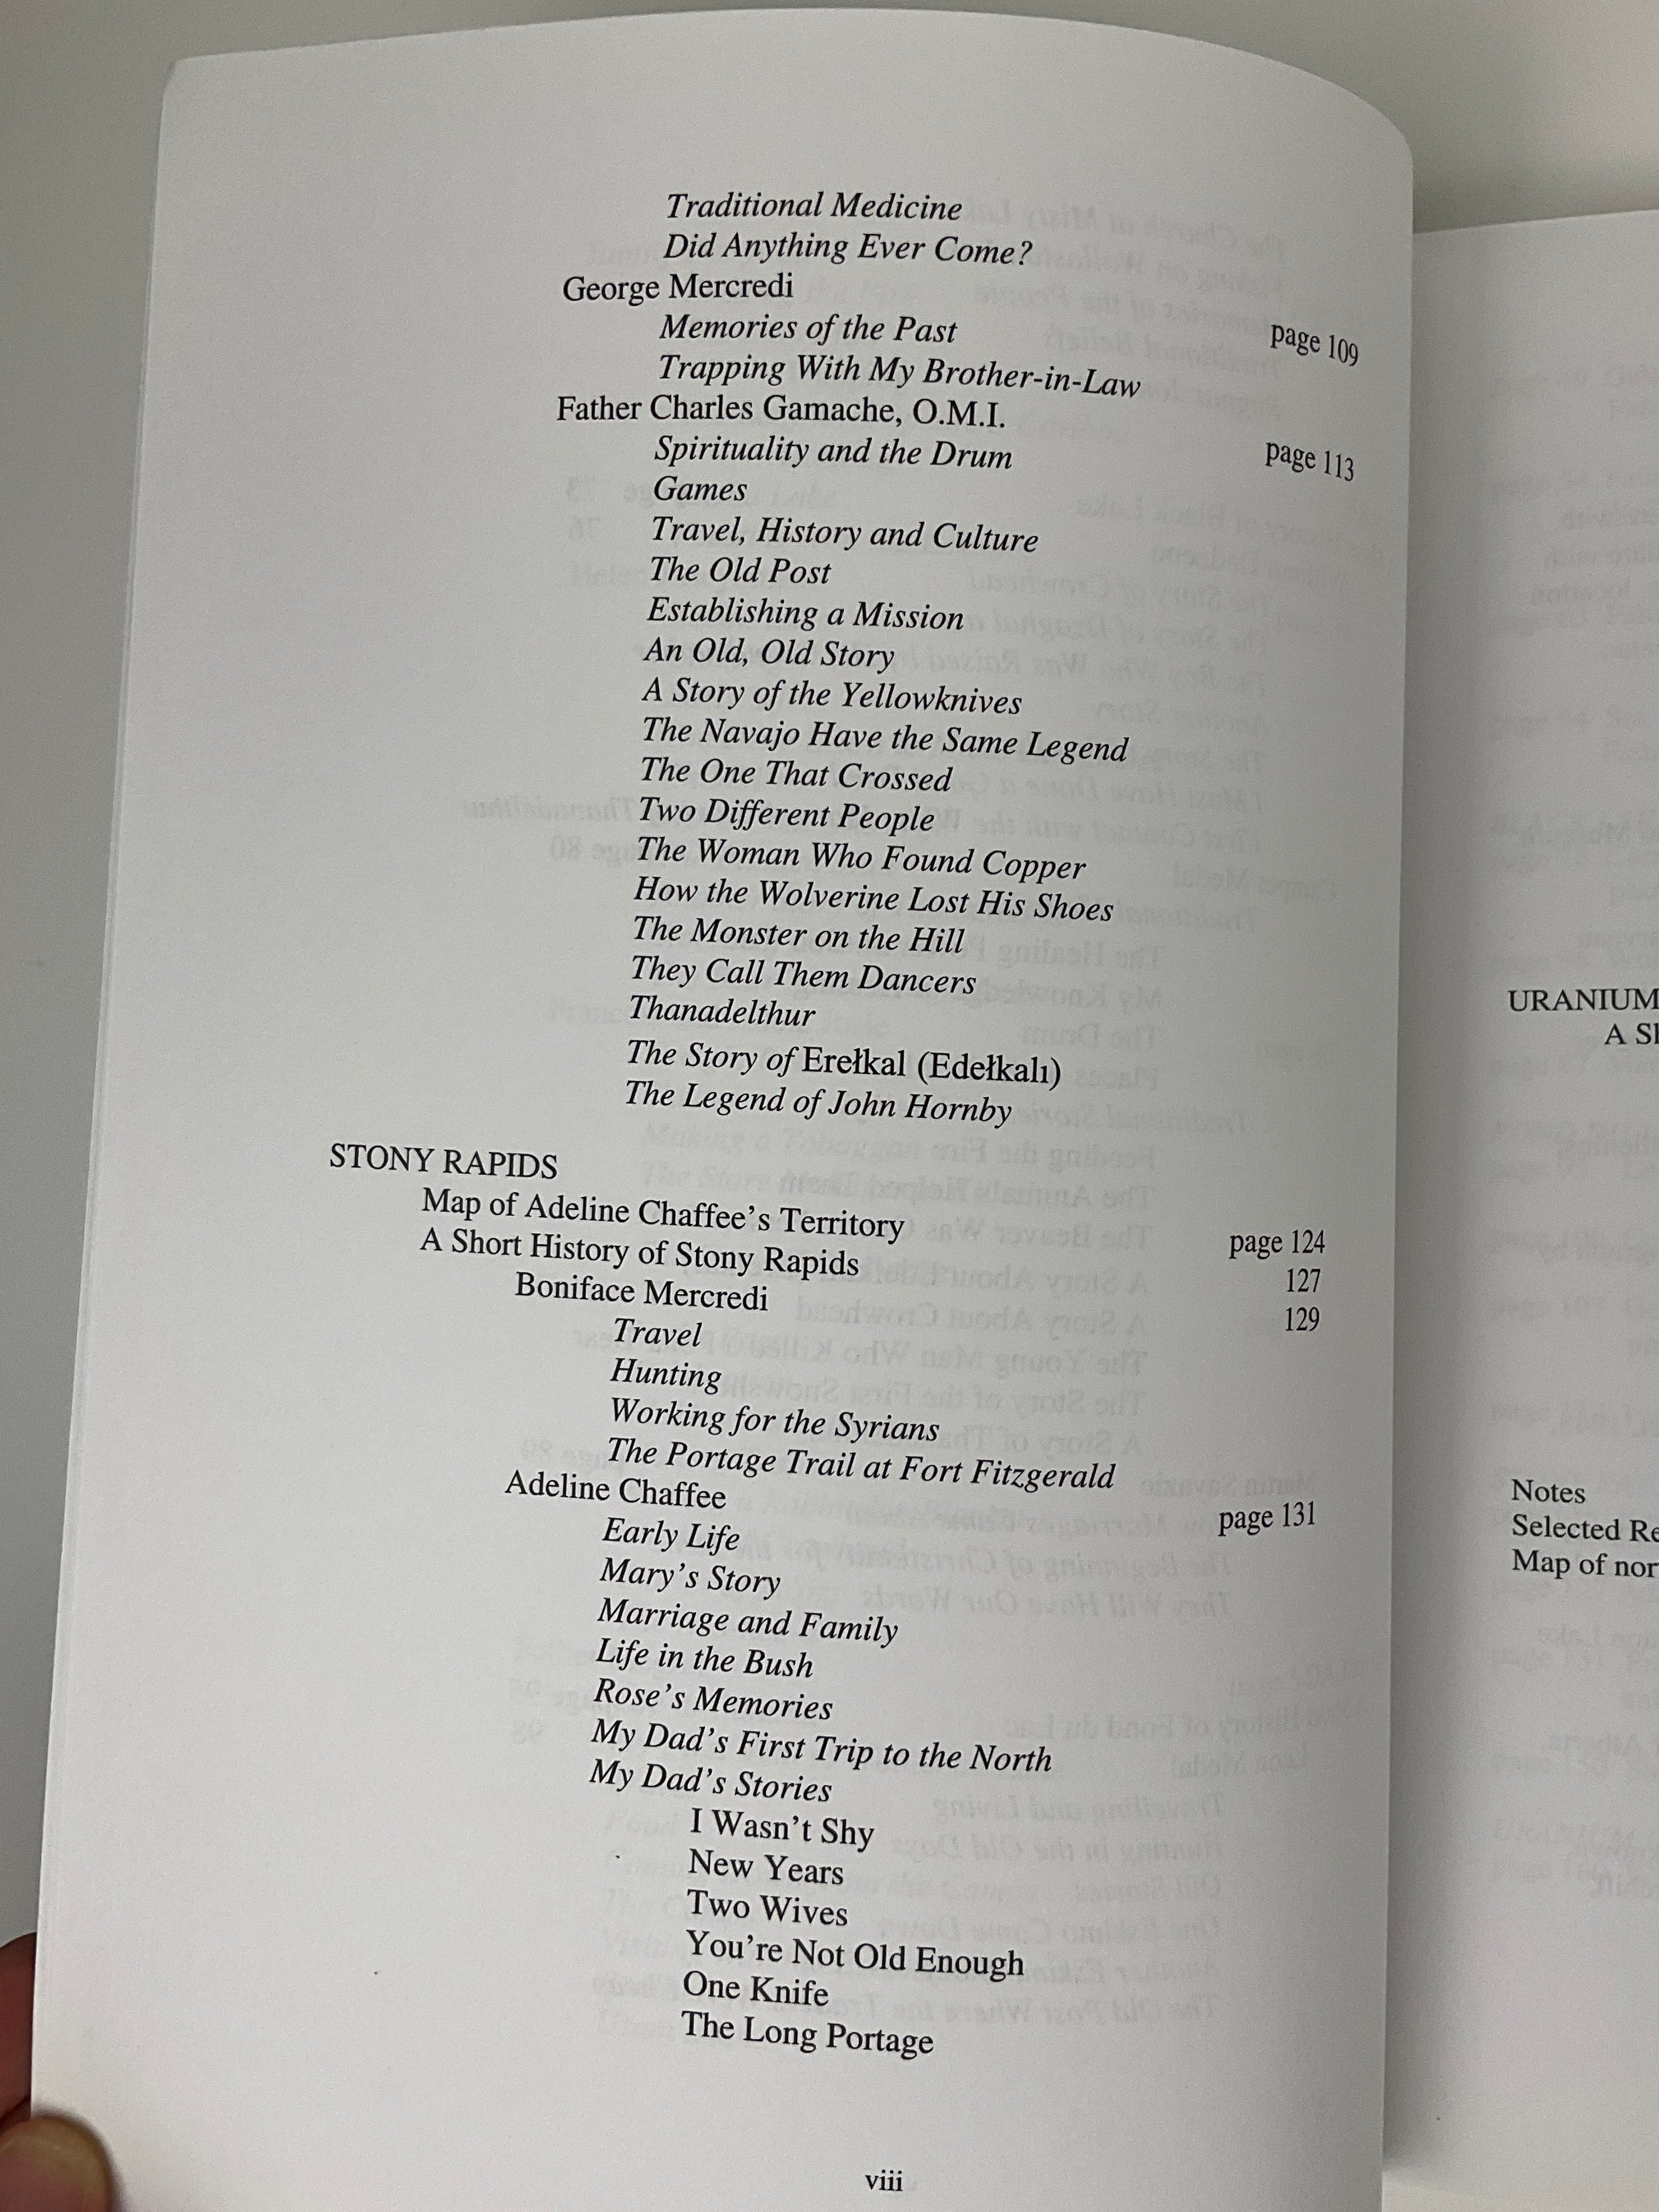 Traditional Medicine
Did Anything Ever Come?
George Mercredi page 109
Memories of the Past
Trapping With My Brother-in-Law
Father Charles Gamache, O.M.I. page 113
Spirituality and the Drum
Games
Travel, History and Culture
The Old Post
Establishing a Mission
An Old, Old Story
A Story of the Yellowknives
The Navajo Have the Same Legend
The One That Crossed
Two Different People
The Woman Who Found Copper
How the Wolverine Lost His Shoes
The Monster on the Hill
They Call Them Dancers
Thanadelthur
The Story of Erełkal (Edełkalı)
The Legend of John Hornby
STONY RAPIDS
Map of Adeline Chaffee's Territory page 124
A Short History of Stony Rapids 127
Boniface Mercredi 129
Travel
Hunting
Working for the Syrians
The Portage Trail at Fort Fitzgerald
Adeline Chaffee page 131
Early Life
Mary's Story
Marriage and Family
Life in the Bush
Rose's Memories
My Dad's First Trip to the North
My Dad's Stories
I Wasn't Shy
New Years
Two Wives
You're Not Old Enough
One Knife
The Long Portage
viii
URANIUM
A
Notes
Selected
Map of